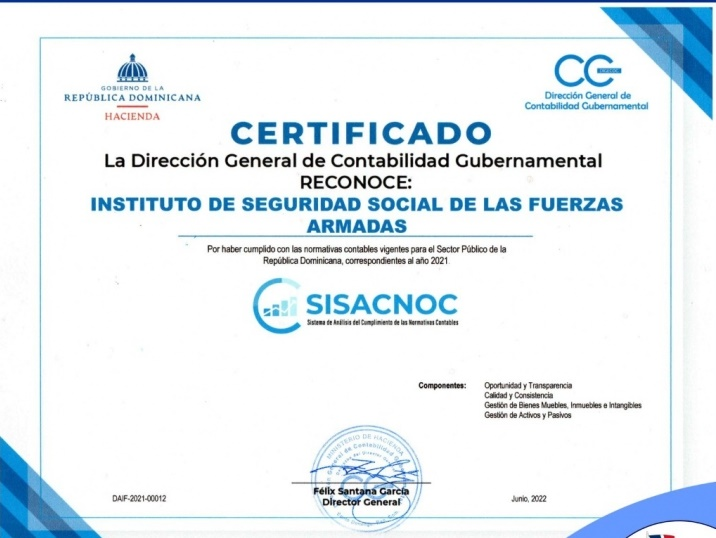 GOBIERNO DE LA
REPÚBLICA DOMINICANA
HACIENDA
Dirección General de
Contabilidad Gubernamental
CERTIFICADO
La Dirección General de Contabilidad Gubernamental
RECONOCE:
INSTITUTO DE SEGURIDAD SOCIAL DE LAS FUERZAS
ARMADAS
Por haber cumplido con las normativas contables vigentes para el Sector Público de la
República Dominicana, correspondientes al año 2021.
SISACNOC
Sistema de Análisis del Cumplimiento de las Normativas Contables
Componentes:
Oportunidad y Transparencia
Calidad y Consistencia
Gestión de Bienes Muebles, Inmuebles e Intangibles
Gestión de Activos y Pasivos
MINISTERIO DE HACIENDA
Félix Santana García
Director General
DAIF-2021-00012
Junio, 2022